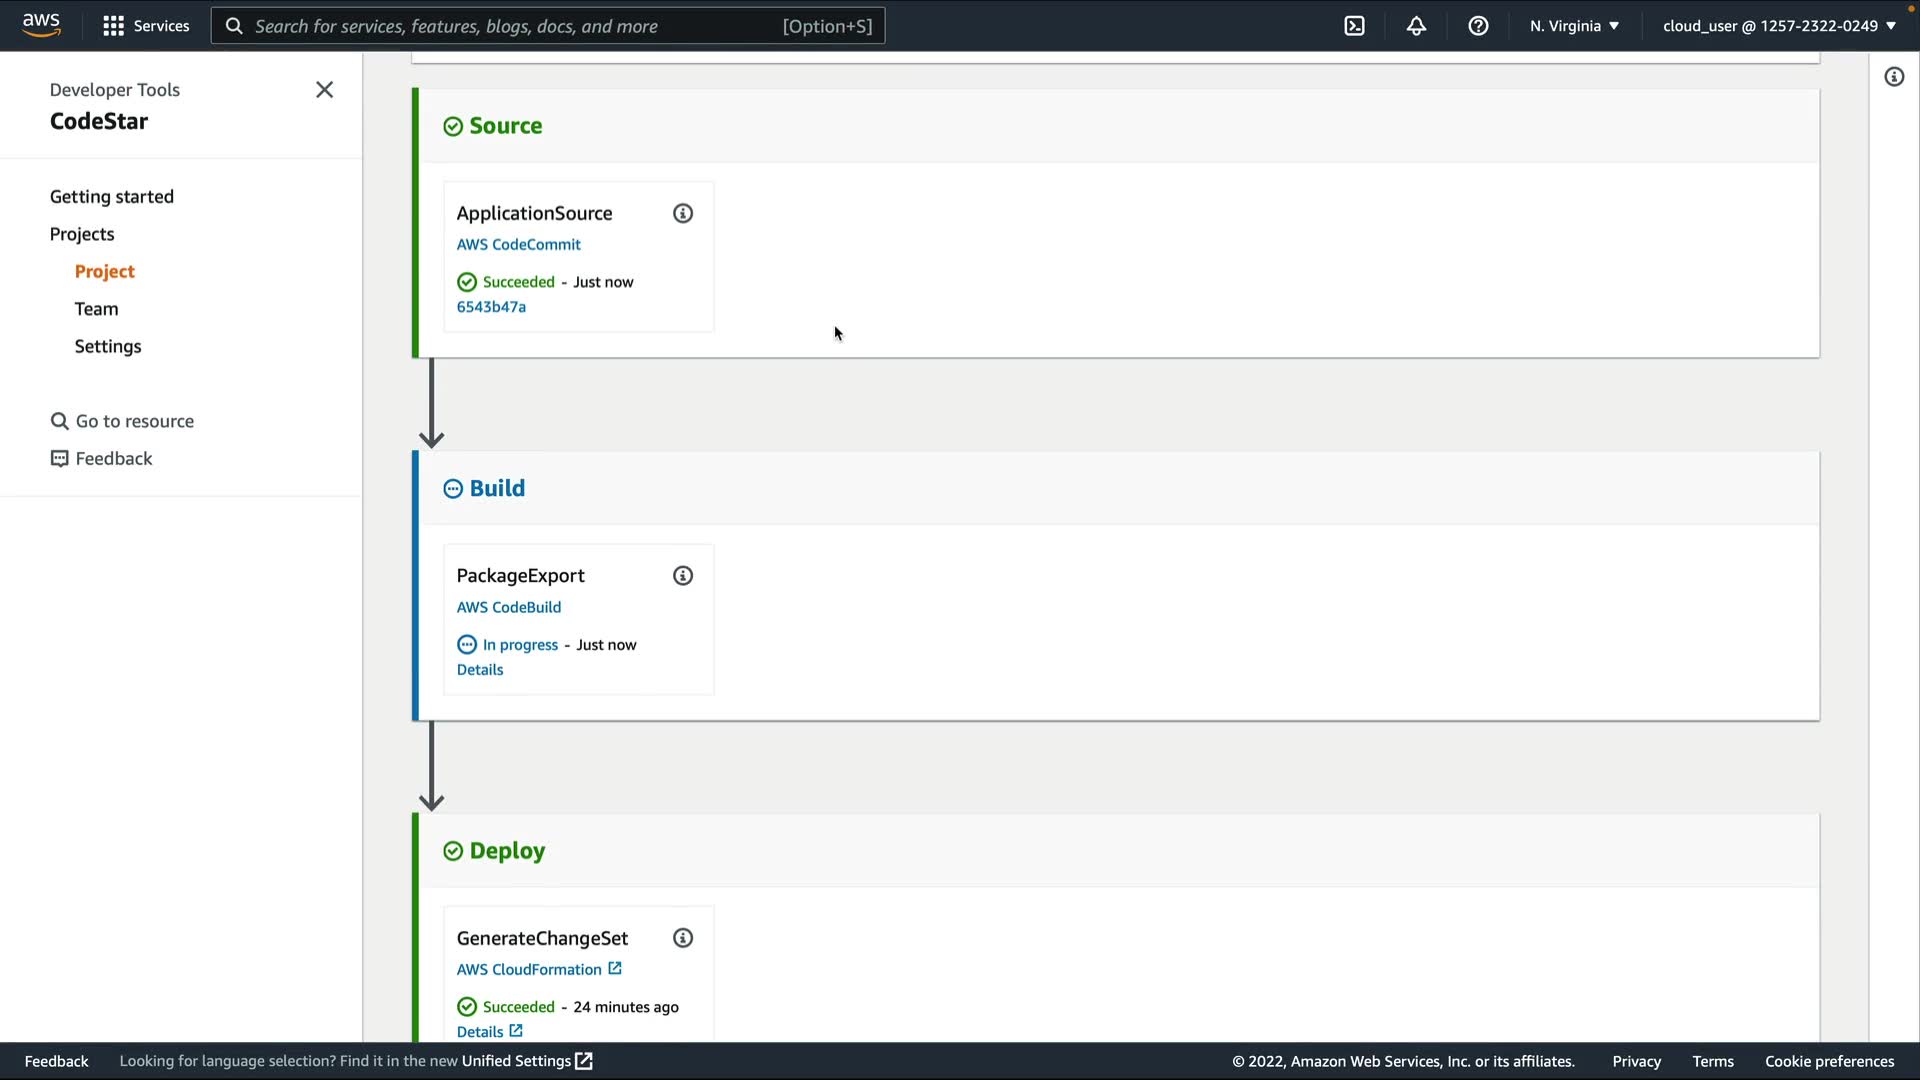 aws
Services
Search for services, features, blogs, docs, and more
[Option+S]
N. Virginia
cloud_user @ 1257-2322-0249
Developer Tools
CodeStar
Getting started
Projects
Project
Team
Settings
Go to resource
Feedback
Source
ApplicationSource
AWS CodeCommit
Succeeded - Just now
6543b47a
Build
PackageExport
AWS CodeBuild
In progress - Just now
Details
Deploy
GenerateChangeSet
AWS CloudFormation
Succeeded - 24 minutes ago
Details
Feedback
Looking for language selection? Find it in the new Unified Settings
© 2022, Amazon Web Services, Inc. or its affiliates.
Privacy
Terms
Cookie preferences